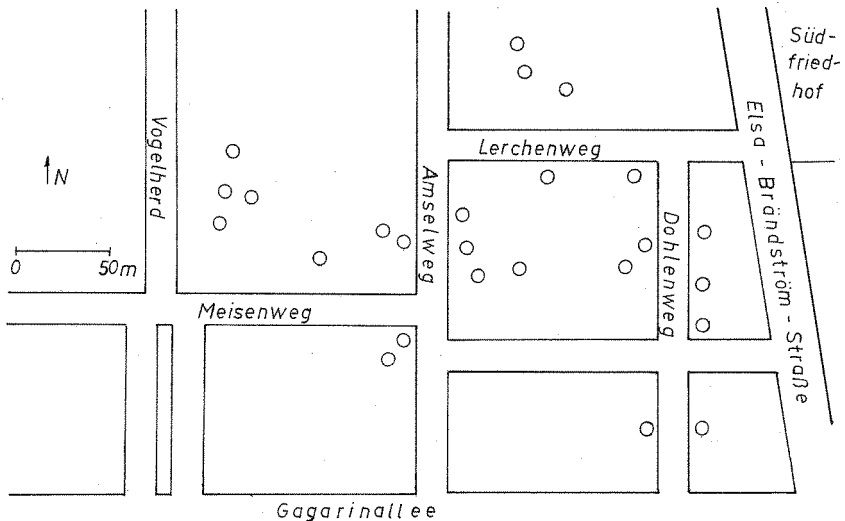 Süd-
fried-
hof
Elsa - Brändström - Straße
Vogelherd
Lerchenweg
Amselweg
N
Dohlenweg
0 50m
Meisenweg
Gagarinallee